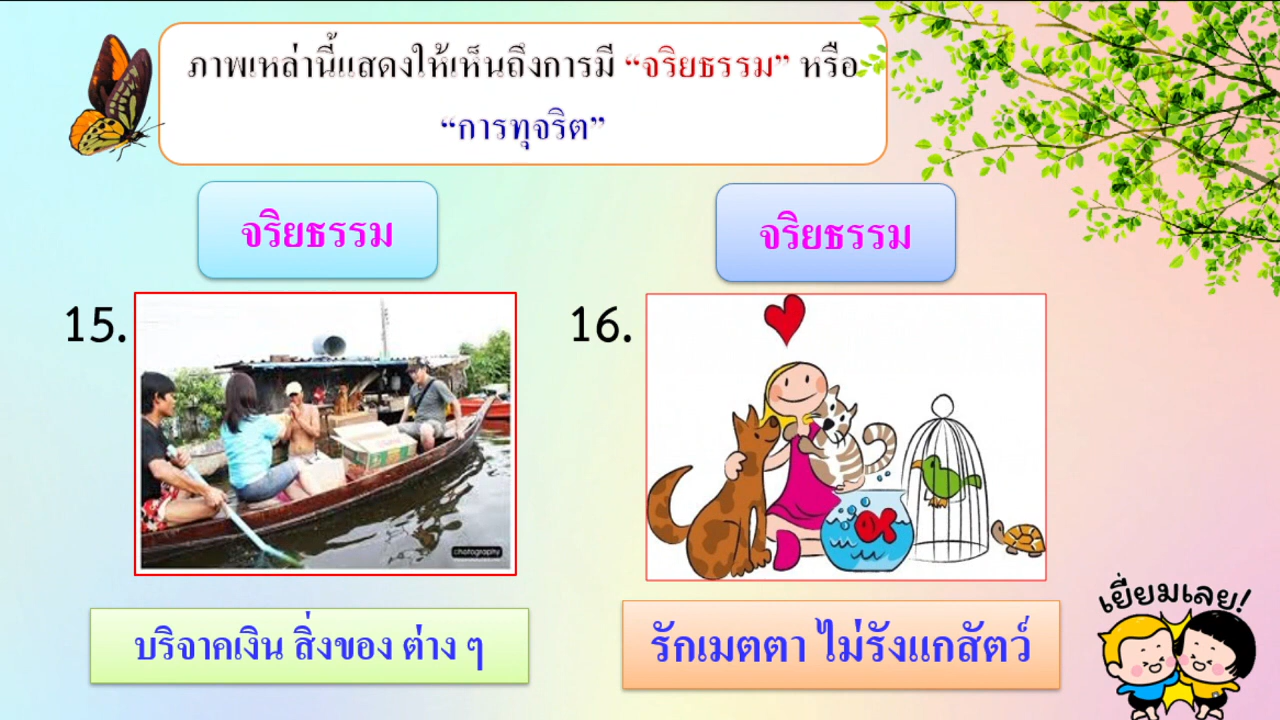 ภาพเหล่านี้แสดงให้เห็นถึงการมี “จริยธรรม” หรือ
“การทุจริต”
จริยธรรม
จริยธรรม
15.
16.
photography
บริจาคเงิน สิ่งของ ต่าง ๆ
รักเมตตา ไม่รังแกสัตว์
เยี่ยมเลย!